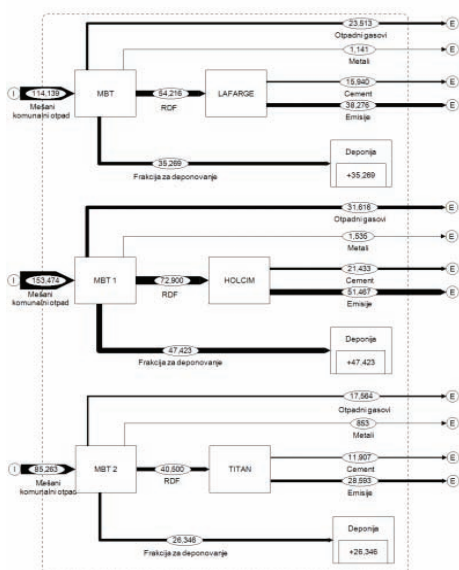 23,513
Otpadni gasovi
E
1,141
Metali
E
I
114,139
Mešani
komunalni otpad
MBT
54,216
RDF
LAFARGE
15,940
Cement
E
38,276
Emisije
E
35,269
Frakcija za deponovanje
Deponija
+35,269
31,616
Otpadni gasovi
E
1,535
Metali
E
I
153,474
Mešani
komunalni otpad
MBT 1
72,900
RDF
HOLCIM
21,433
Cement
E
51,467
Emisije
E
47,423
Frakcija za deponovanje
Deponija
+47,423
17,564
Otpadni gasovi
E
853
Metali
E
I
85,263
Mešani
komunalni otpad
MBT 2
40,500
RDF
TITAN
11,907
Cement
E
28,593
Emisije
E
26,346
Frakcija za deponovanje
Deponija
+26,346